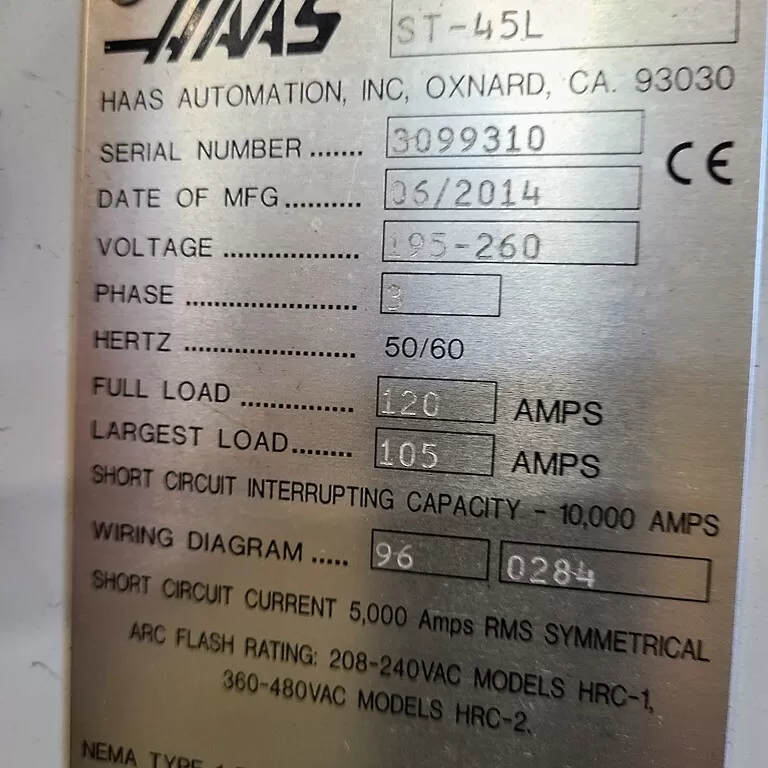 HAAS ST-45L
HAAS AUTOMATION, INC, OXNARD, CA. 93030
SERIAL NUMBER ....... 3099310 CE
DATE OF MFG .......... 06/2014
VOLTAGE .................. 195-260
PHASE ....................... 3
HERTZ ....................... 50/60
FULL LOAD ............... 120 AMPS
LARGEST LOAD........ 105 AMPS
SHORT CIRCUIT INTERRUPTING CAPACITY - 10,000 AMPS
WIRING DIAGRAM ..... 96 0284
SHORT CIRCUIT CURRENT 5,000 Amps RMS SYMMETRICAL
ARC FLASH RATING: 208-240VAC MODELS HRC-1,
360-480VAC MODELS HRC-2.
NEMA TYPE